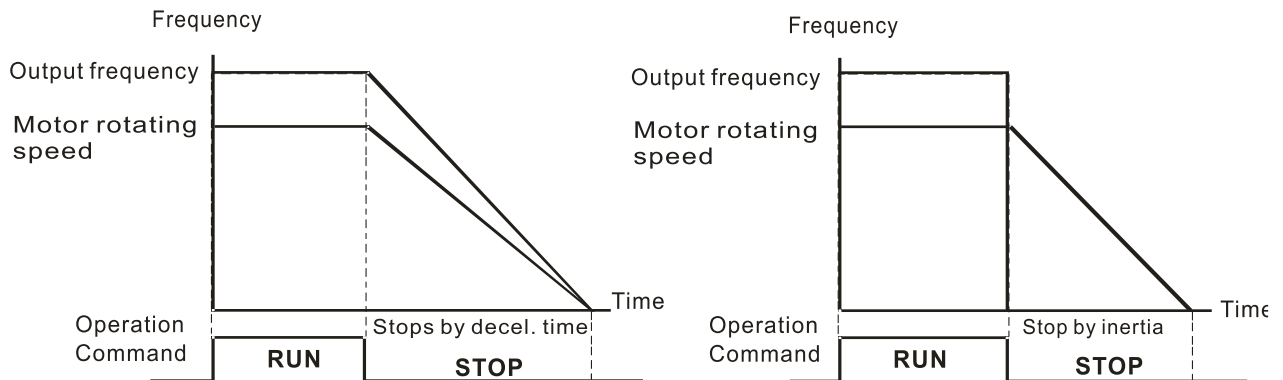 Frequency
Output frequency
Motor rotating
speed
Time
Operation
Command
Stops by decel. time
RUN
STOP
Frequency
Output frequency
Motor rotating
speed
Time
Operation
Command
Stop by inertia
RUN
STOP